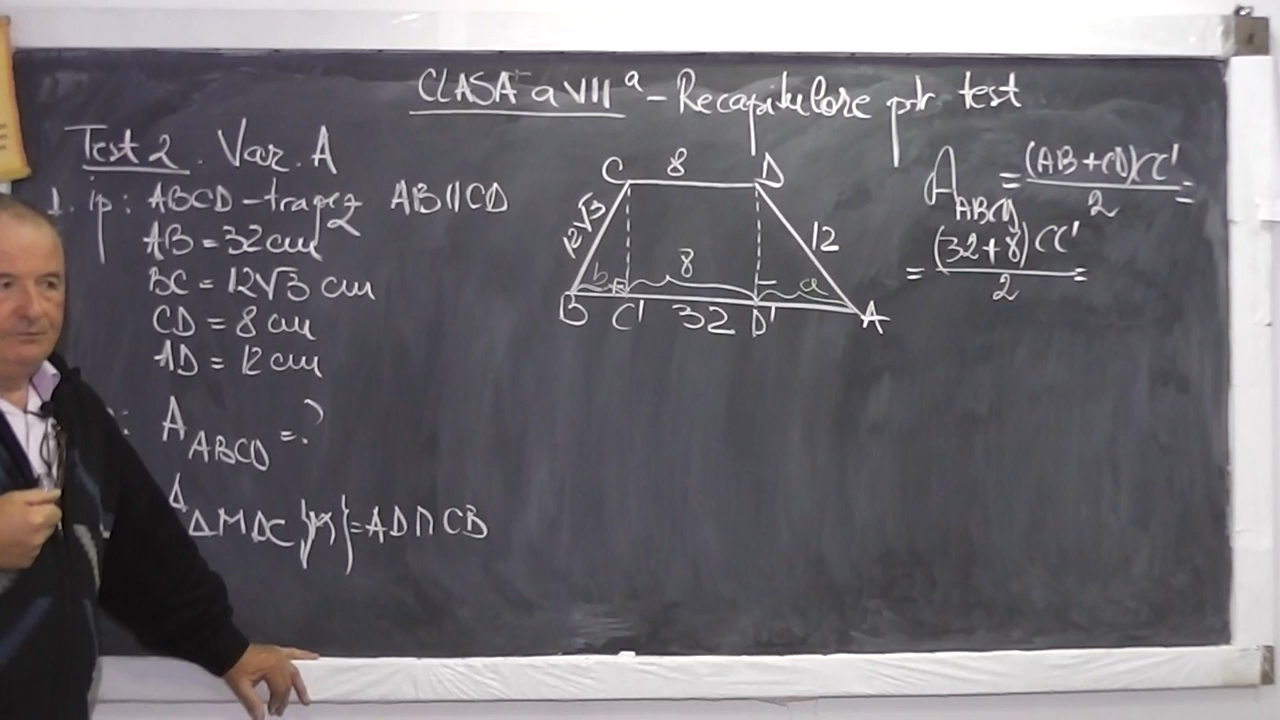 CLASA a VII a - Recapitulare ptr test
Test 2. Var. A
1. ip: ABCD - trapez AB || CD
AB = 32 cm
BC = 12√3 cm
CD = 8 cm
AD = 12 cm
A ABCD = ?
A ΔMDC {M} = AD ∩ CB
C 8 D
12√3 12
b 8 a
B C' 32 D' A
A ABCD = (AB + CD) CC' / 2 =
= (32 + 8) CC' / 2 =